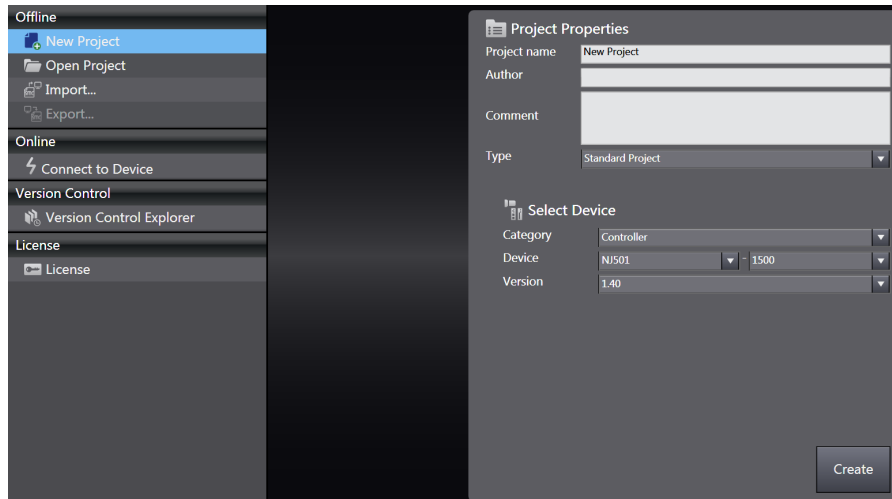 Offline
New Project
Open Project
Import...
Export...
Online
Connect to Device
Version Control
Version Control Explorer
License
License
Project Properties
Project name New Project
Author
Comment
Type Standard Project
Select Device
Category Controller
Device NJ501 - 1500
Version 1.40
Create